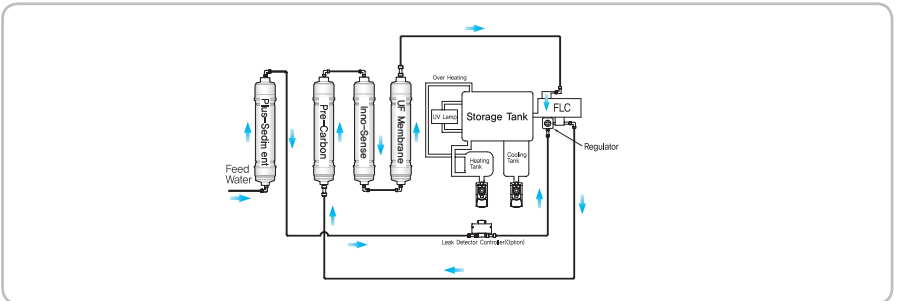 Feed
Water
Plus-Sediment
Pre-Carbon
Inno-Sense
UF Membrane
Over Heating
UV Lamp
Storage Tank
FLC
Regulator
Heating
Tank
Cooling
Tank
Leak Detector Controller(Option)